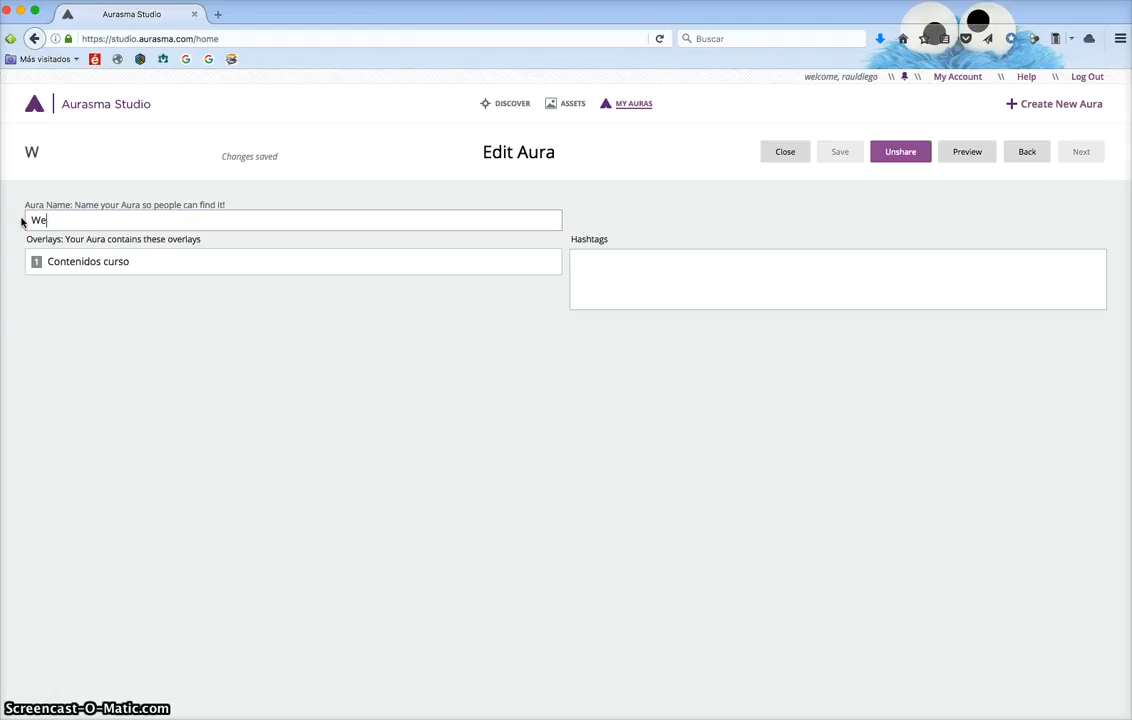 Aurasma Studio
https://studio.aurasma.com/home
Buscar
Más visitados
welcome, rauldiego \\ \\ My Account \\ Help \\ Log Out
Aurasma Studio
DISCOVER ASSETS MY AURAS
+ Create New Aura
W
Changes saved
Edit Aura
Close Save Unshare Preview Back Next
Aura Name: Name your Aura so people can find it!
We
Overlays: Your Aura contains these overlays
Hashtags
1 Contenidos curso
Screencast-O-Matic.com